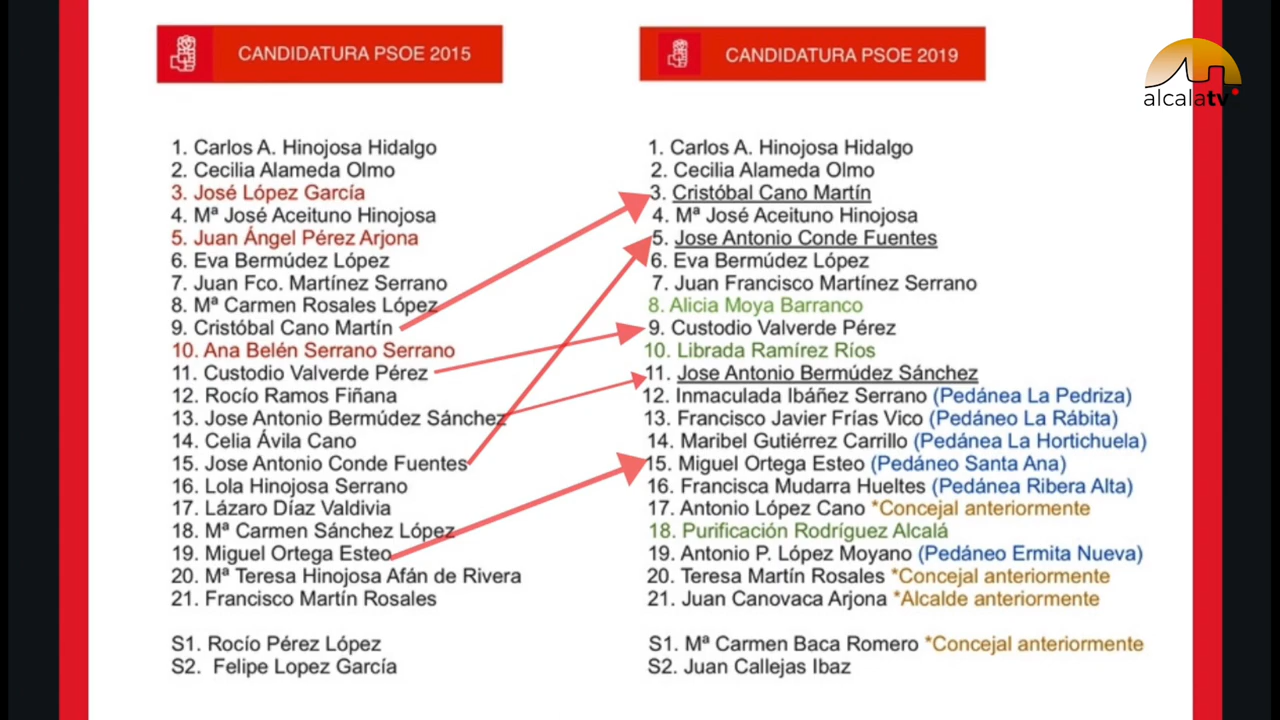 CANDIDATURA PSOE 2015
1. Carlos A. Hinojosa Hidalgo
2. Cecilia Alameda Olmo
3. José López García
4. Mª José Aceituno Hinojosa
5. Juan Ángel Pérez Arjona
6. Eva Bermúdez López
7. Juan Fco. Martínez Serrano
8. Mª Carmen Rosales López
9. Cristóbal Cano Martín
10. Ana Belén Serrano Serrano
11. Custodio Valverde Pérez
12. Rocío Ramos Fiñana
13. Jose Antonio Bermúdez Sánchez
14. Celia Ávila Cano
15. Jose Antonio Conde Fuentes
16. Lola Hinojosa Serrano
17. Lázaro Díaz Valdivia
18. Mª Carmen Sánchez López
19. Miguel Ortega Esteo
20. Mª Teresa Hinojosa Afán de Rivera
21. Francisco Martín Rosales
S1. Rocío Pérez López
S2. Felipe Lopez García
CANDIDATURA PSOE 2019
1. Carlos A. Hinojosa Hidalgo
2. Cecilia Alameda Olmo
3. Cristóbal Cano Martín
4. Mª José Aceituno Hinojosa
5. Jose Antonio Conde Fuentes
6. Eva Bermúdez López
7. Juan Francisco Martínez Serrano
8. Alicia Moya Barranco
9. Custodio Valverde Pérez
10. Librada Ramírez Ríos
11. Jose Antonio Bermúdez Sánchez
12. Inmaculada Ibáñez Serrano (Pedánea La Pedriza)
13. Francisco Javier Frías Vico (Pedáneo La Rábita)
14. Maribel Gutiérrez Carrillo (Pedánea La Hortichuela)
15. Miguel Ortega Esteo (Pedáneo Santa Ana)
16. Francisca Mudarra Hueltes (Pedánea Ribera Alta)
17. Antonio López Cano *Concejal anteriormente
18. Purificación Rodríguez Alcalá
19. Antonio P. López Moyano (Pedáneo Ermita Nueva)
20. Teresa Martín Rosales *Concejal anteriormente
21. Juan Canovaca Arjona *Alcalde anteriormente
S1. Mª Carmen Baca Romero *Concejal anteriormente
S2. Juan Callejas Ibaz
alcalatv